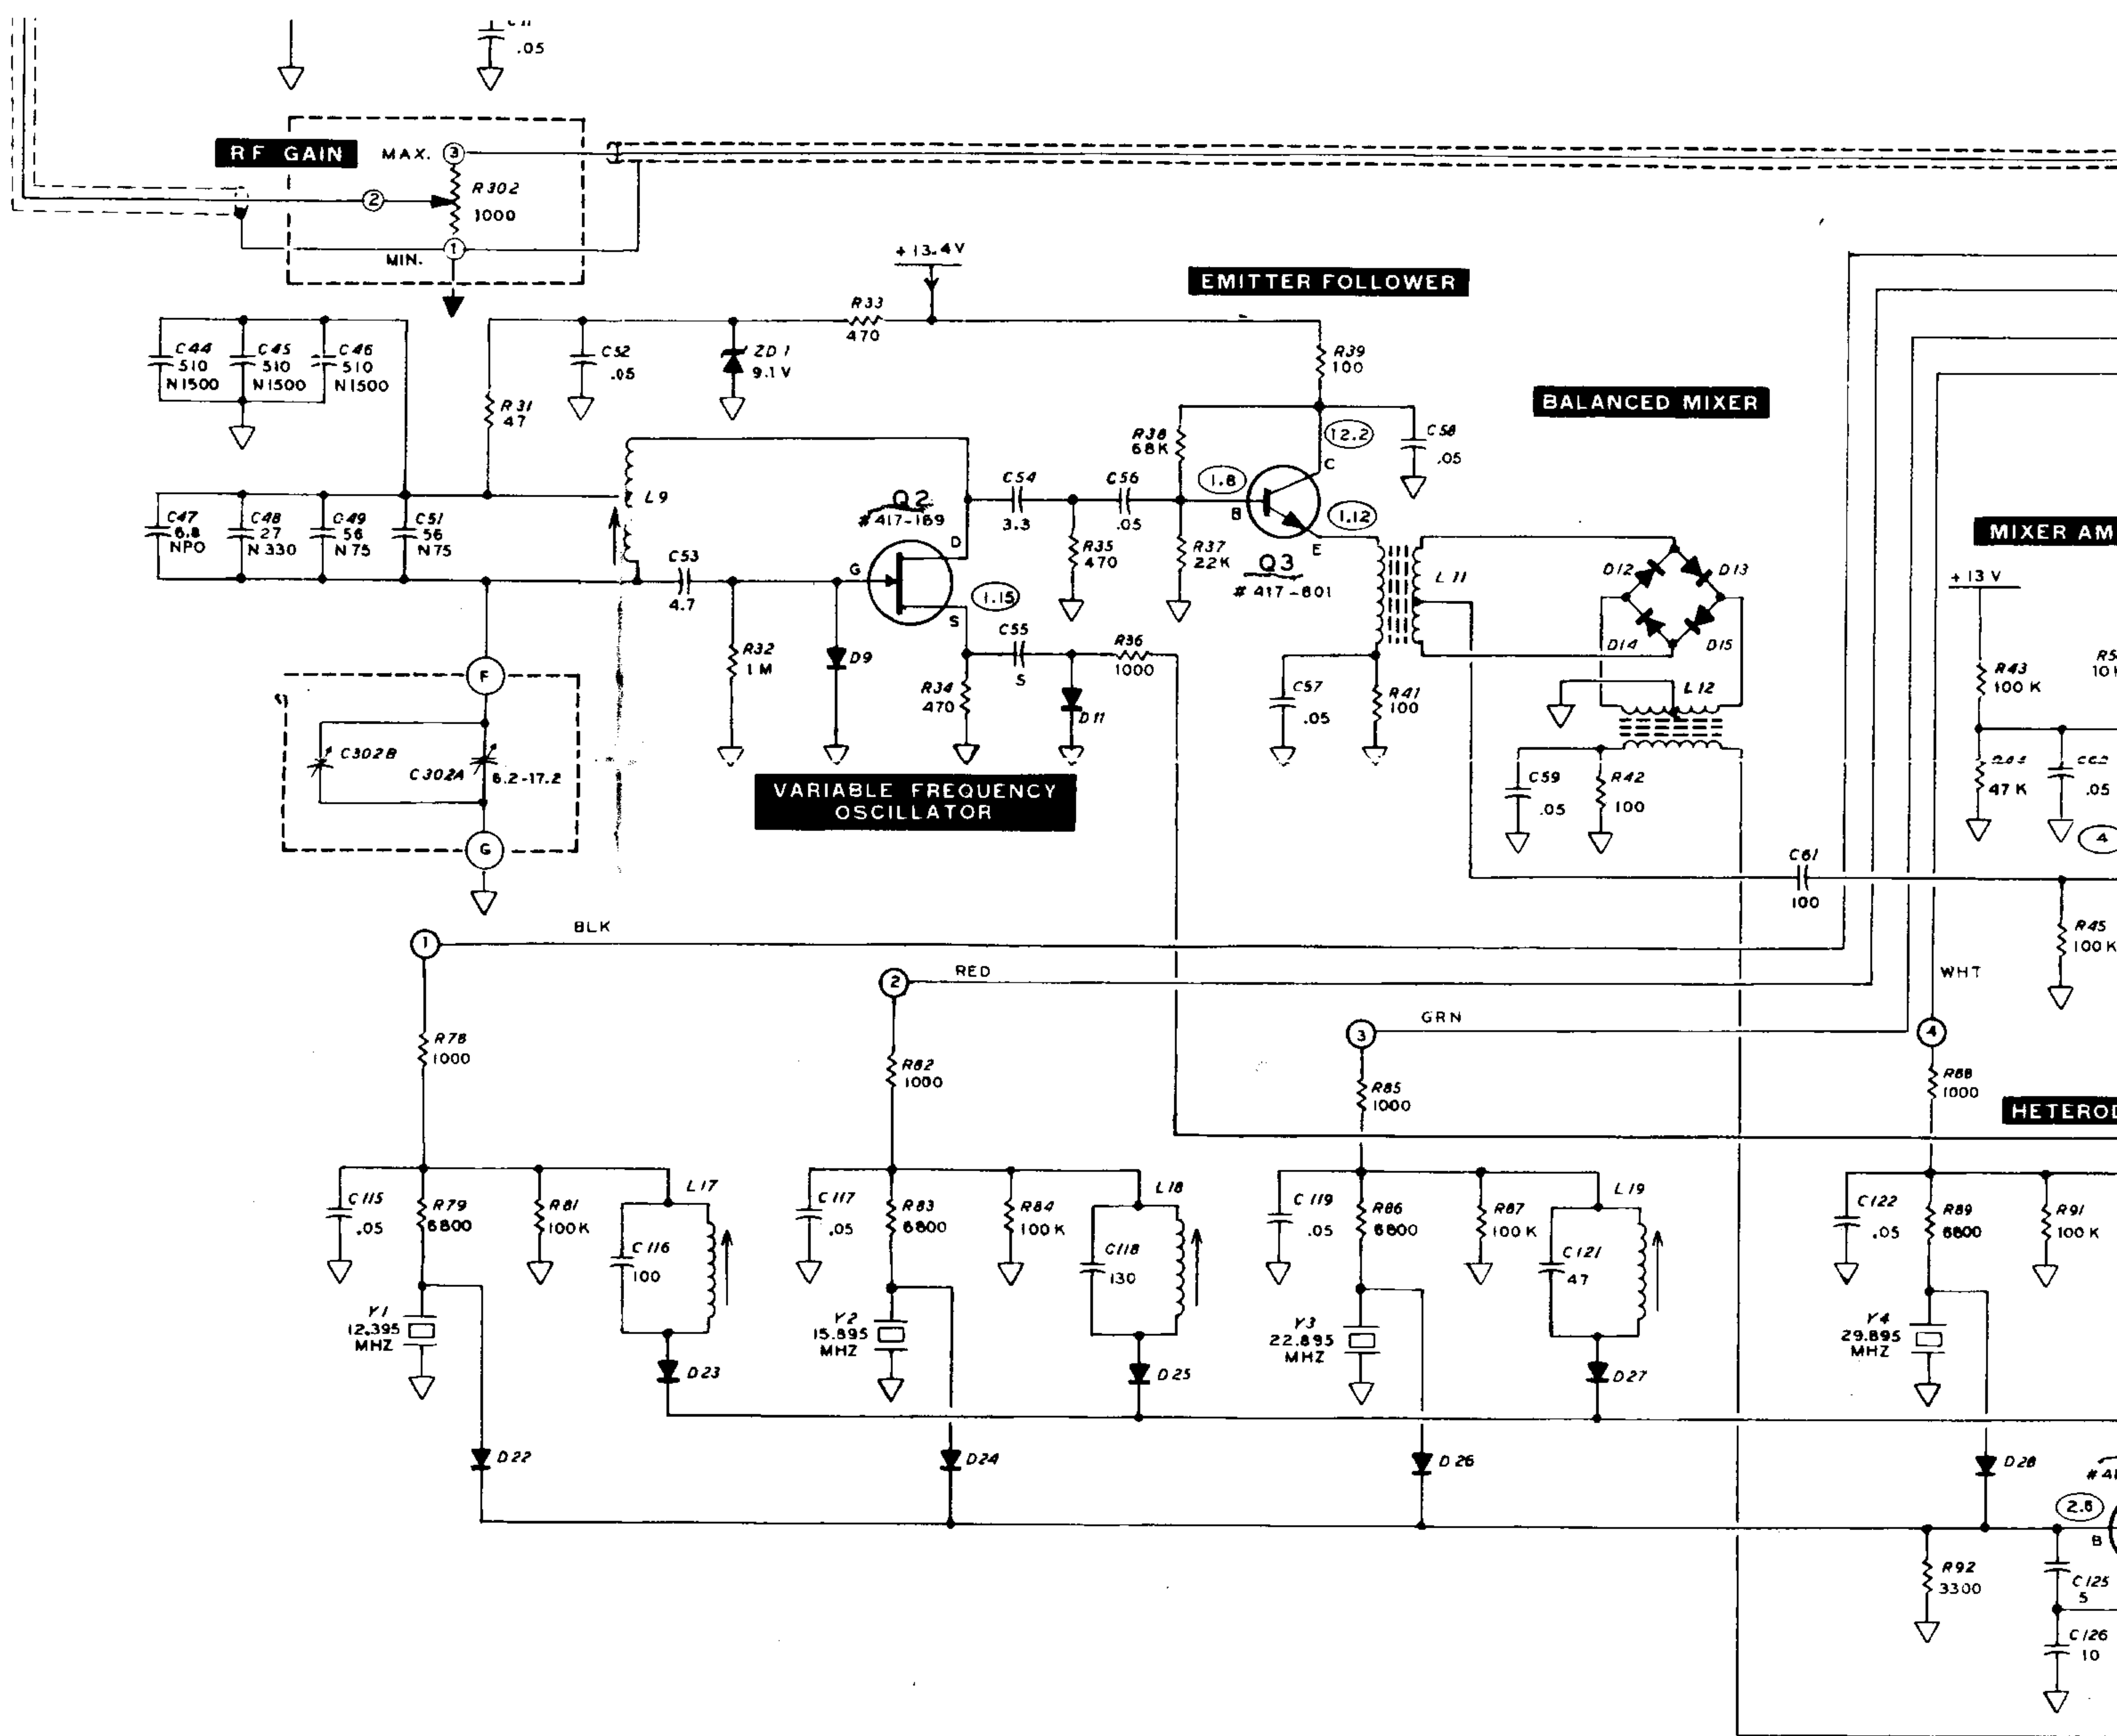 .05
RF GAIN
MAX.
3
2
R302
1000
1
MIN.
+13.4V
EMITTER FOLLOWER
R33
470
C44
510
N1500
C45
510
N1500
C46
510
N1500
C52
.05
ZD1
9.1V
R39
100
BALANCED MIXER
R31
47
R38
68K
12.2
C58
.05
C
L9
C54
3.3
C56
.05
1.8
B
1.12
E
Q2
#417-169
D
G
S
1.15
MIXER AM
C47
6.8
NPO
C48
27
N330
C49
56
N75
C51
56
N75
C53
4.7
R35
470
R37
22K
Q3
#417-801
L11
D12
D13
D14
D15
+13V
R32
1M
D9
R34
470
C55
5
R36
1000
D11
C57
.05
R41
100
L12
R43
100K
10K
47K
.05
4
F
C302B
C302A
6.2-17.2
G
VARIABLE FREQUENCY
OSCILLATOR
C59
.05
R42
100
C61
100
R45
100K
1
BLK
2
RED
3
GRN
4
WHT
R78
1000
R82
1000
R85
1000
R88
1000
HETEROD
C115
.05
R79
6800
R81
100K
L17
C116
100
C117
.05
R83
6800
R84
100K
L18
C118
130
C119
.05
R86
6800
R87
100K
L19
C121
47
C122
.05
R89
6800
R91
100K
Y1
12.395
MHZ
D23
Y2
15.895
MHZ
D25
Y3
22.895
MHZ
D27
Y4
29.895
MHZ
D22
D24
D26
D28
2.8
B
R92
3300
C125
5
C126
10